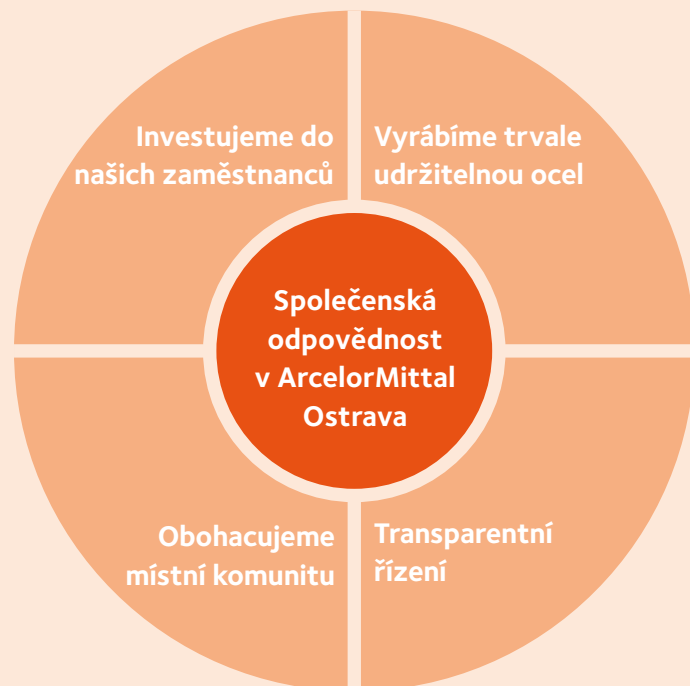 Investujeme do
našich zaměstnanců
Vyrábíme trvale
udržitelnou ocel
Společenská
odpovědnost
v ArcelorMittal
Ostrava
Obohacujeme
místní komunitu
Transparentní
řízení